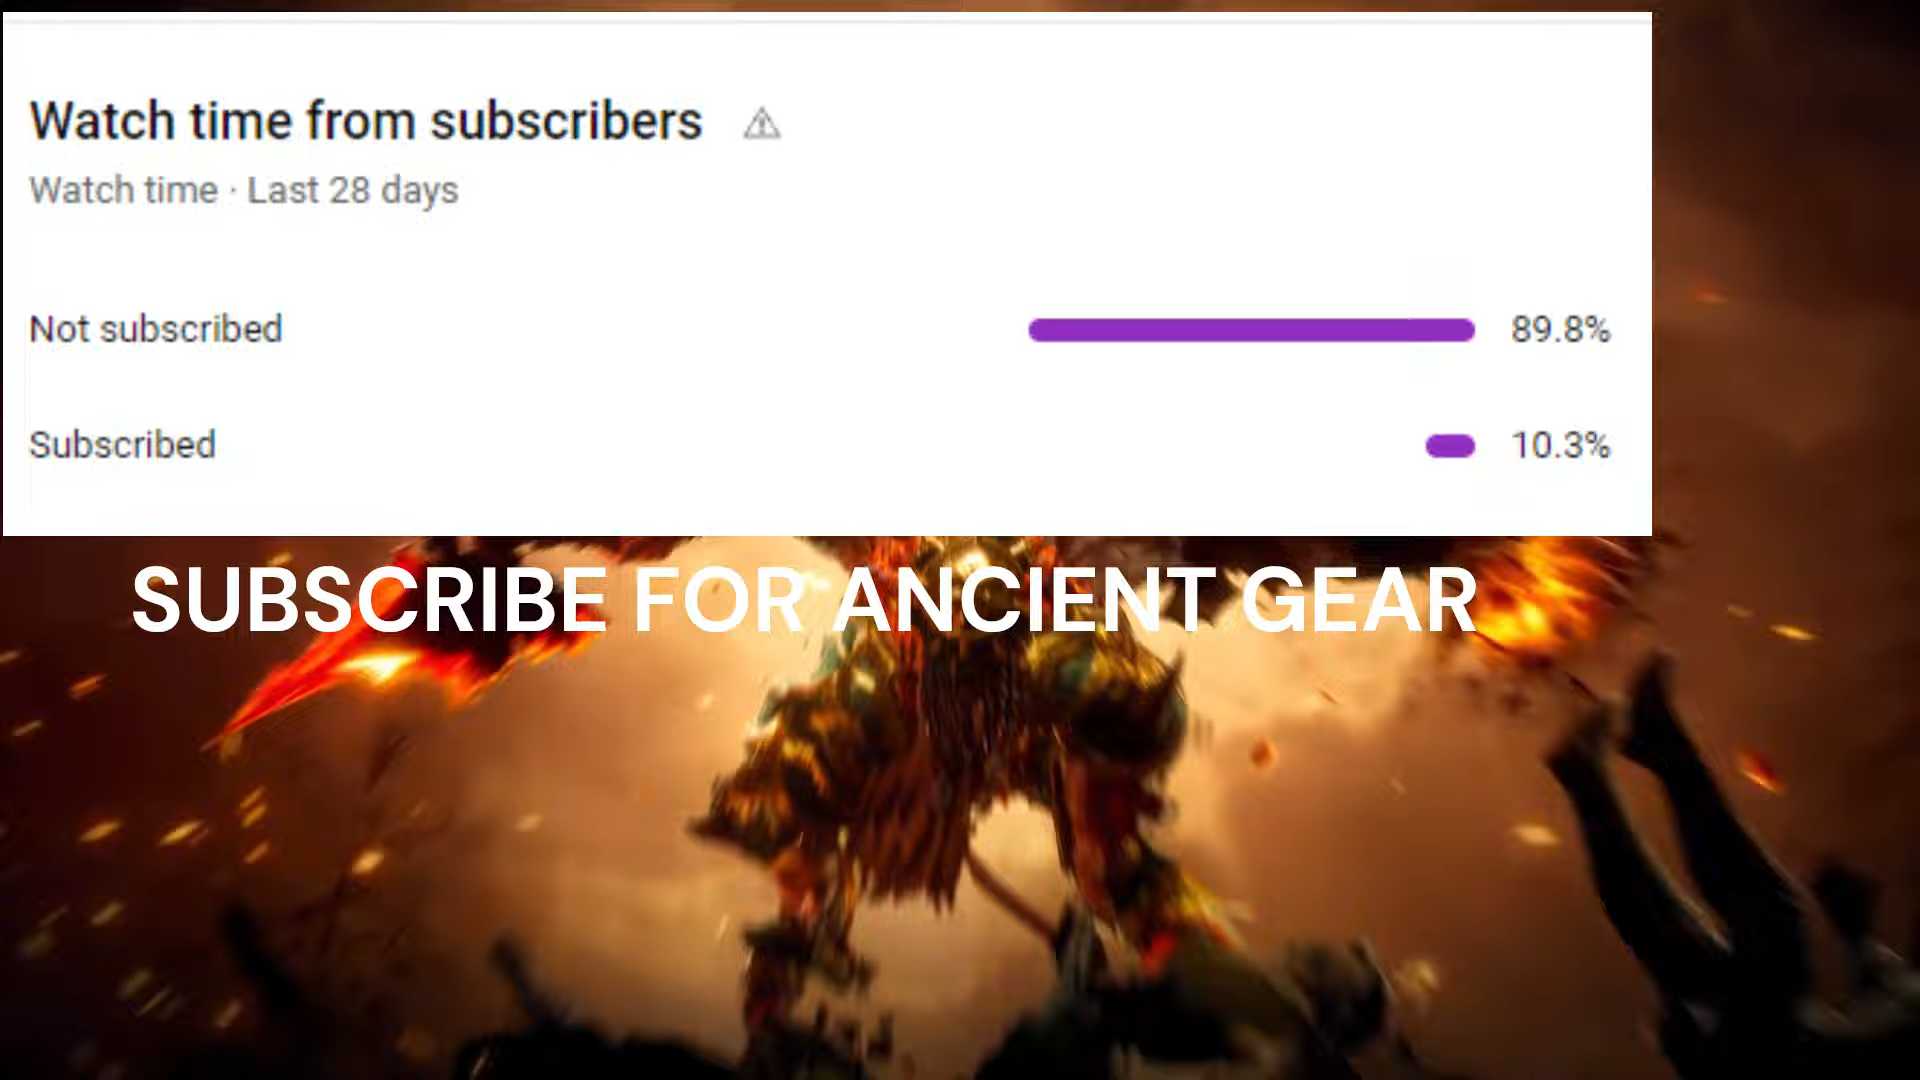 Watch time from subscribers
Watch time · Last 28 days
Not subscribed 89.8%
Subscribed 10.3%
SUBSCRIBE FOR ANCIENT GEAR